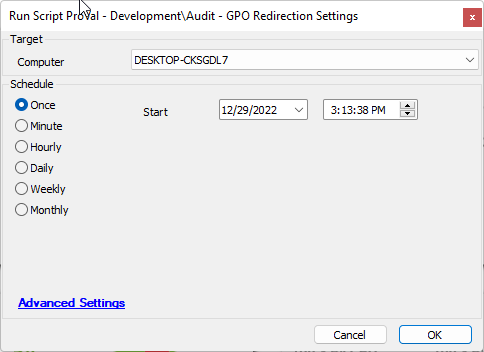 Run Script ProVal - Development\Audit - GPO Redirection Settings
Target
Computer DESKTOP-CKSGDL7
Schedule
Once Start 12/29/2022 3:13:38 PM
Minute
Hourly
Daily
Weekly
Monthly
Advanced Settings
Cancel OK